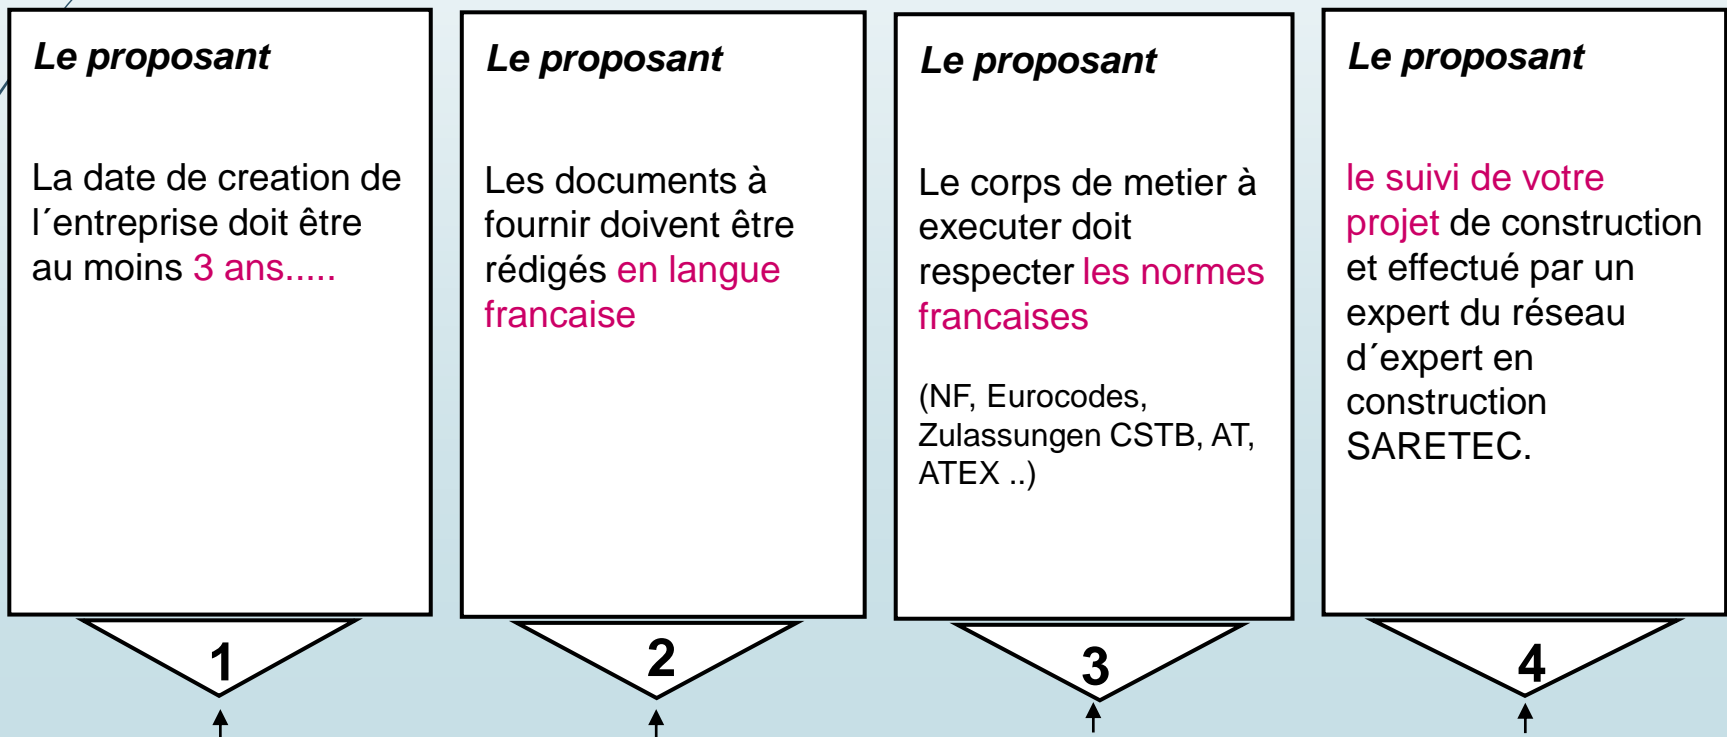 Le proposant
La date de creation de
l´entreprise doit être
au moins 3 ans.....
1
Le proposant
Les documents à
fournir doivent être
rédigés en langue
francaise
2
Le proposant
Le corps de metier à
executer doit
respecter les normes
francaises
(NF, Eurocodes,
Zulassungen CSTB, AT,
ATEX ..)
3
Le proposant
le suivi de votre
projet de construction
et effectué par un
expert du réseau
d´expert en
construction
SARETEC.
4